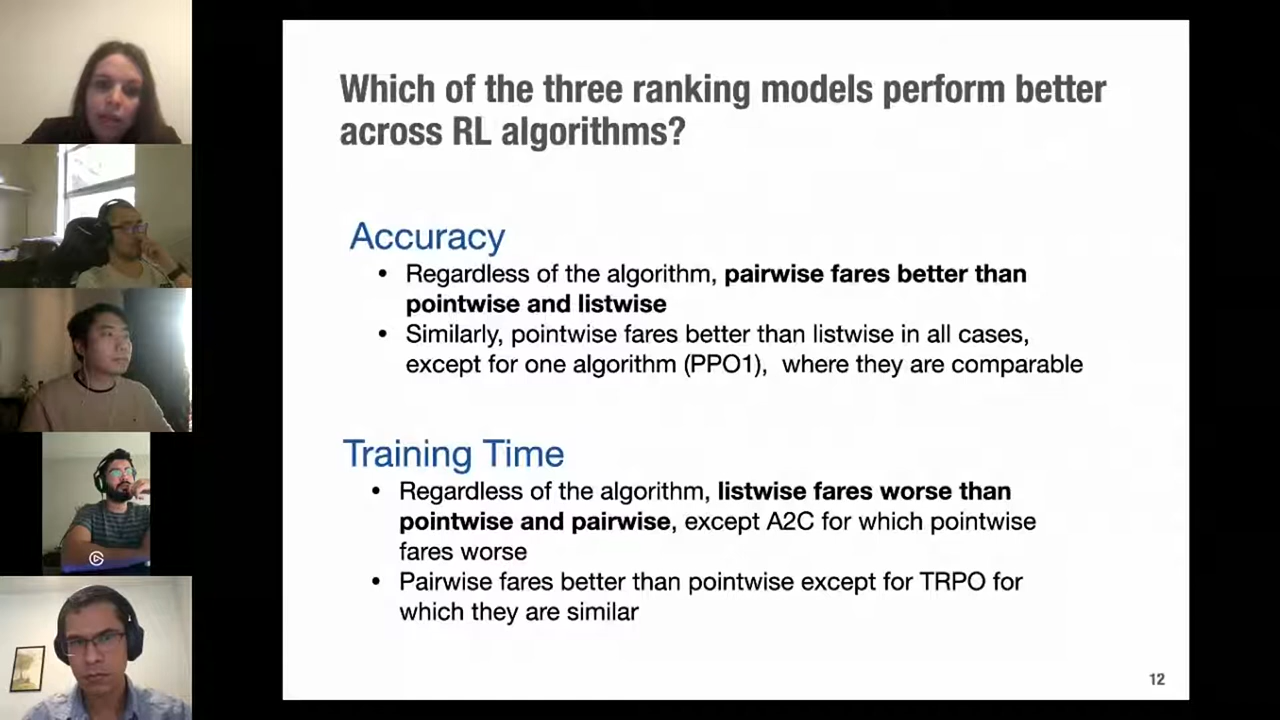 Which of the three ranking models perform better
across RL algorithms?
Accuracy
• Regardless of the algorithm, pairwise fares better than
pointwise and listwise
• Similarly, pointwise fares better than listwise in all cases,
except for one algorithm (PPO1), where they are comparable
Training Time
• Regardless of the algorithm, listwise fares worse than
pointwise and pairwise, except A2C for which pointwise
fares worse
• Pairwise fares better than pointwise except for TRPO for
which they are similar
12